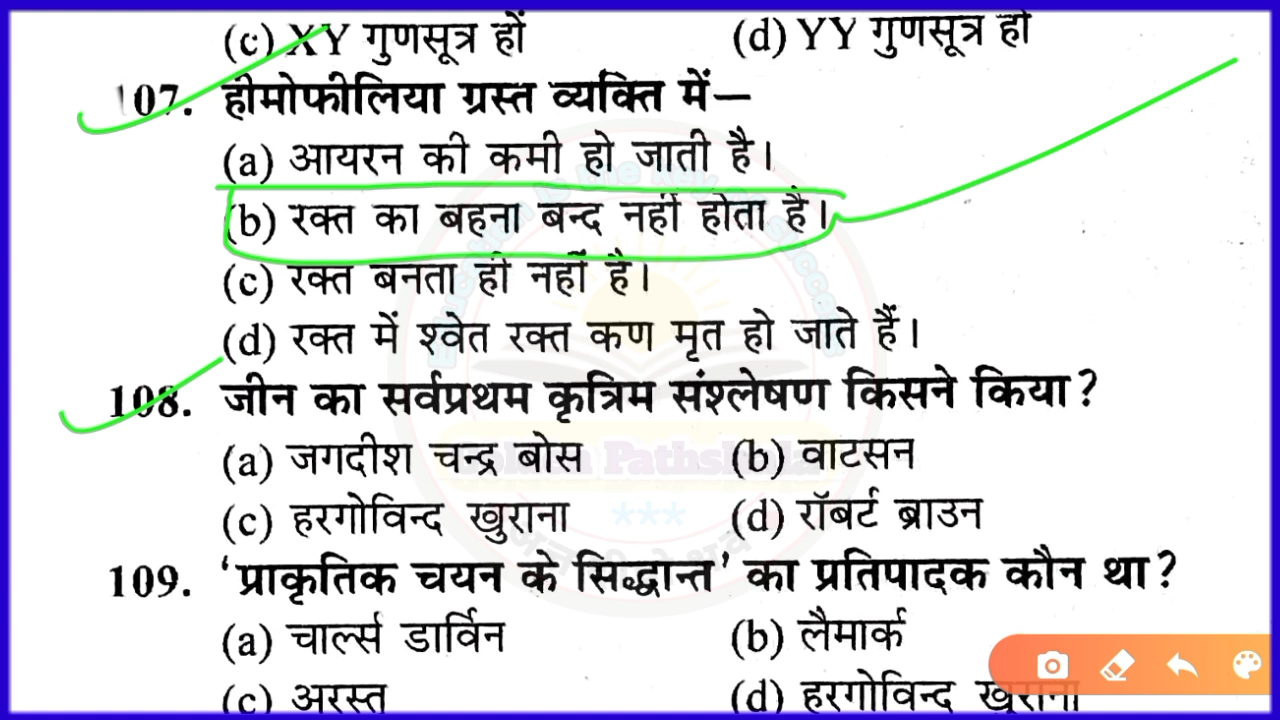 (c) XY गुणसूत्र हों (d) YY गुणसूत्र हों
107. हीमोफीलिया ग्रस्त व्यक्ति में—
(a) आयरन की कमी हो जाती है।
(b) रक्त का बहना बन्द नहीं होता है।
(c) रक्त बनता ही नहीं है।
(d) रक्त में श्वेत रक्त कण मृत हो जाते हैं।
108. जीन का सर्वप्रथम कृत्रिम संश्लेषण किसने किया?
(a) जगदीश चन्द्र बोस (b) वाटसन
(c) हरगोविन्द खुराना (d) रॉबर्ट ब्राउन
109. ‘प्राकृतिक चयन के सिद्धान्त’ का प्रतिपादक कौन था?
(a) चार्ल्स डार्विन (b) लैमार्क
(c) अरस्तु (d) हरगोविन्द खुराना